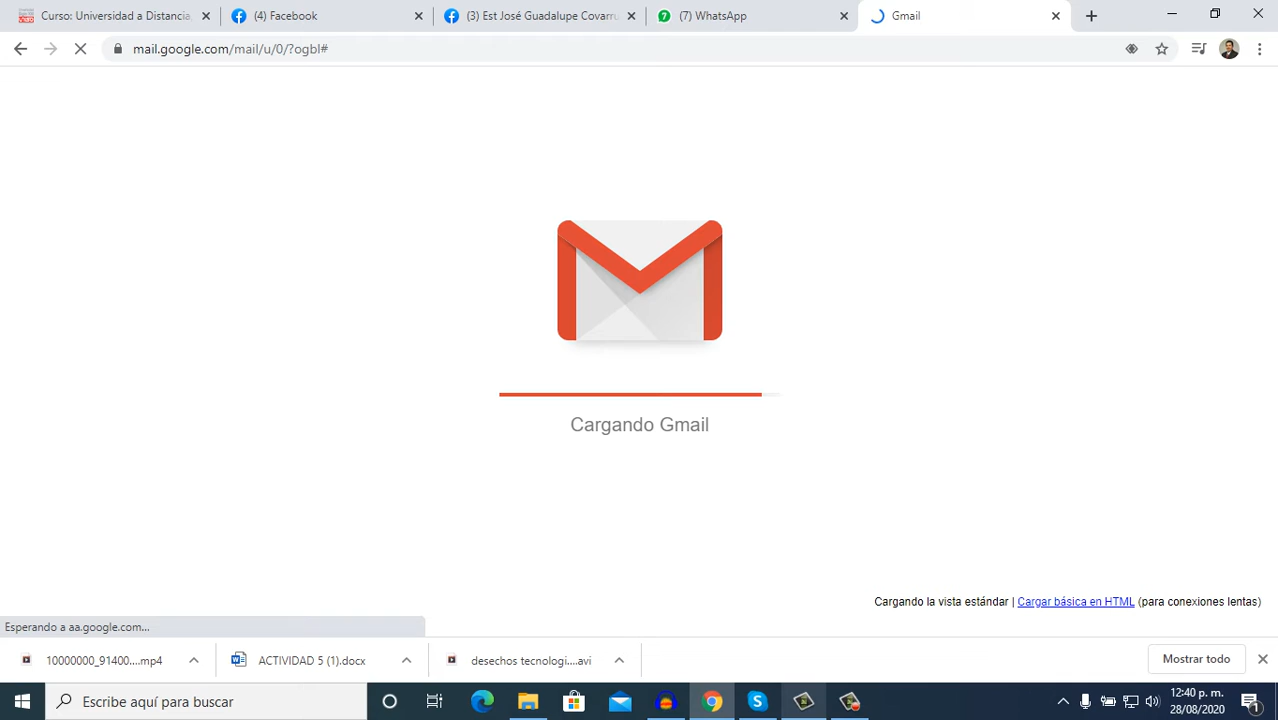 Curso: Universidad a Distancia,
(4) Facebook
(3) Est José Guadalupe Covarru
(7) WhatsApp
Gmail
mail.google.com/mail/u/0/?ogbl#
Cargando Gmail
Cargando la vista estándar | Cargar básica en HTML (para conexiones lentas)
Esperando a aa.google.com...
10000000_91400....mp4
ACTIVIDAD 5 (1).docx
desechos tecnologi....avi
Mostrar todo
Escribe aquí para buscar
12:40 p. m.
28/08/2020